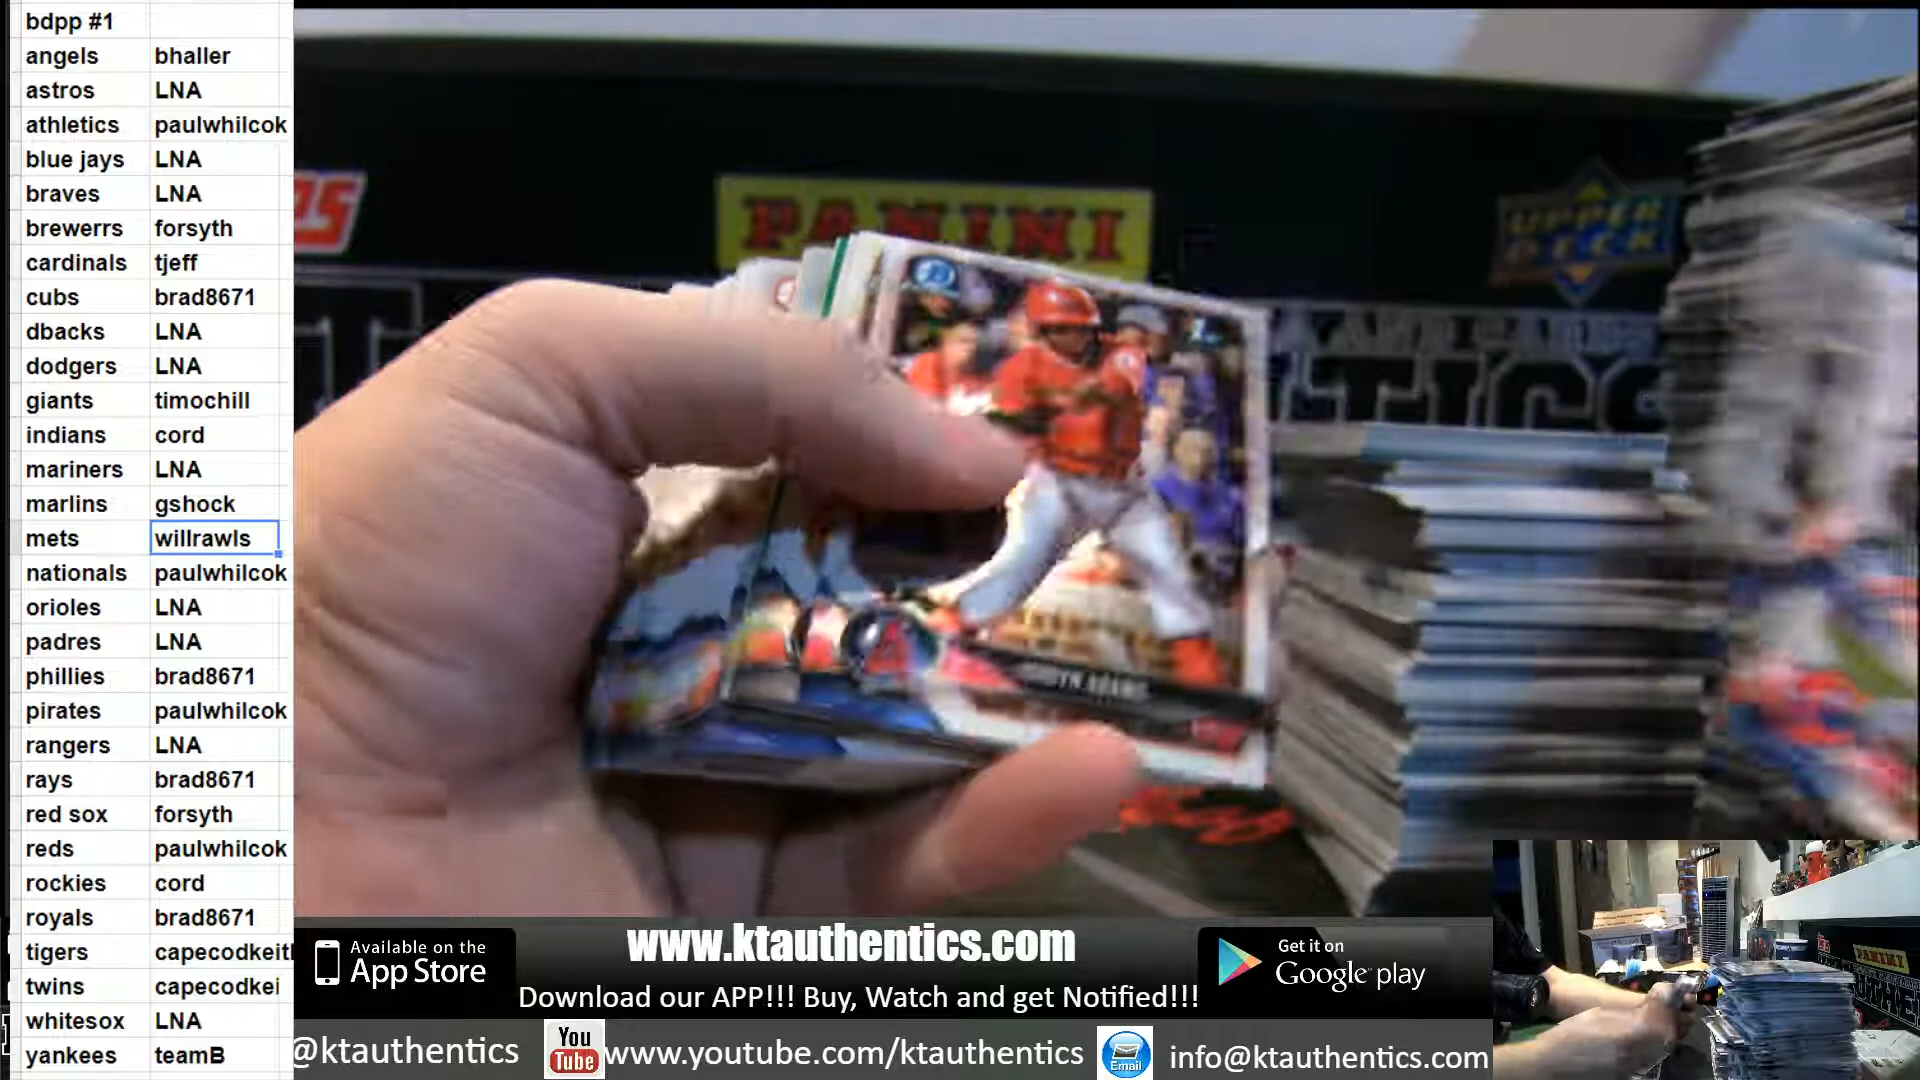 bdpp #1
angels bhaller
astros LNA
athletics paulwhilcok
blue jays LNA
braves LNA
brewerrs forsyth
cardinals tjeff
cubs brad8671
dbacks LNA
dodgers LNA
giants timochill
indians cord
mariners LNA
marlins gshock
mets willrawls
nationals paulwhilcok
orioles LNA
padres LNA
phillies brad8671
pirates paulwhilcok
rangers LNA
rays brad8671
red sox forsyth
reds paulwhilcok
rockies cord
royals brad8671
tigers capecodkeith
twins capecodkei
whitesox LNA
yankees teamB
PANINI
UPPER DECK
Available on the
App Store
www.ktauthentics.com
Download our APP!!! Buy, Watch and get Notified!!!
Get it on
Google play
@ktauthentics
You
Tube
www.youtube.com/ktauthentics
Email
info@ktauthentics.com
PANINI